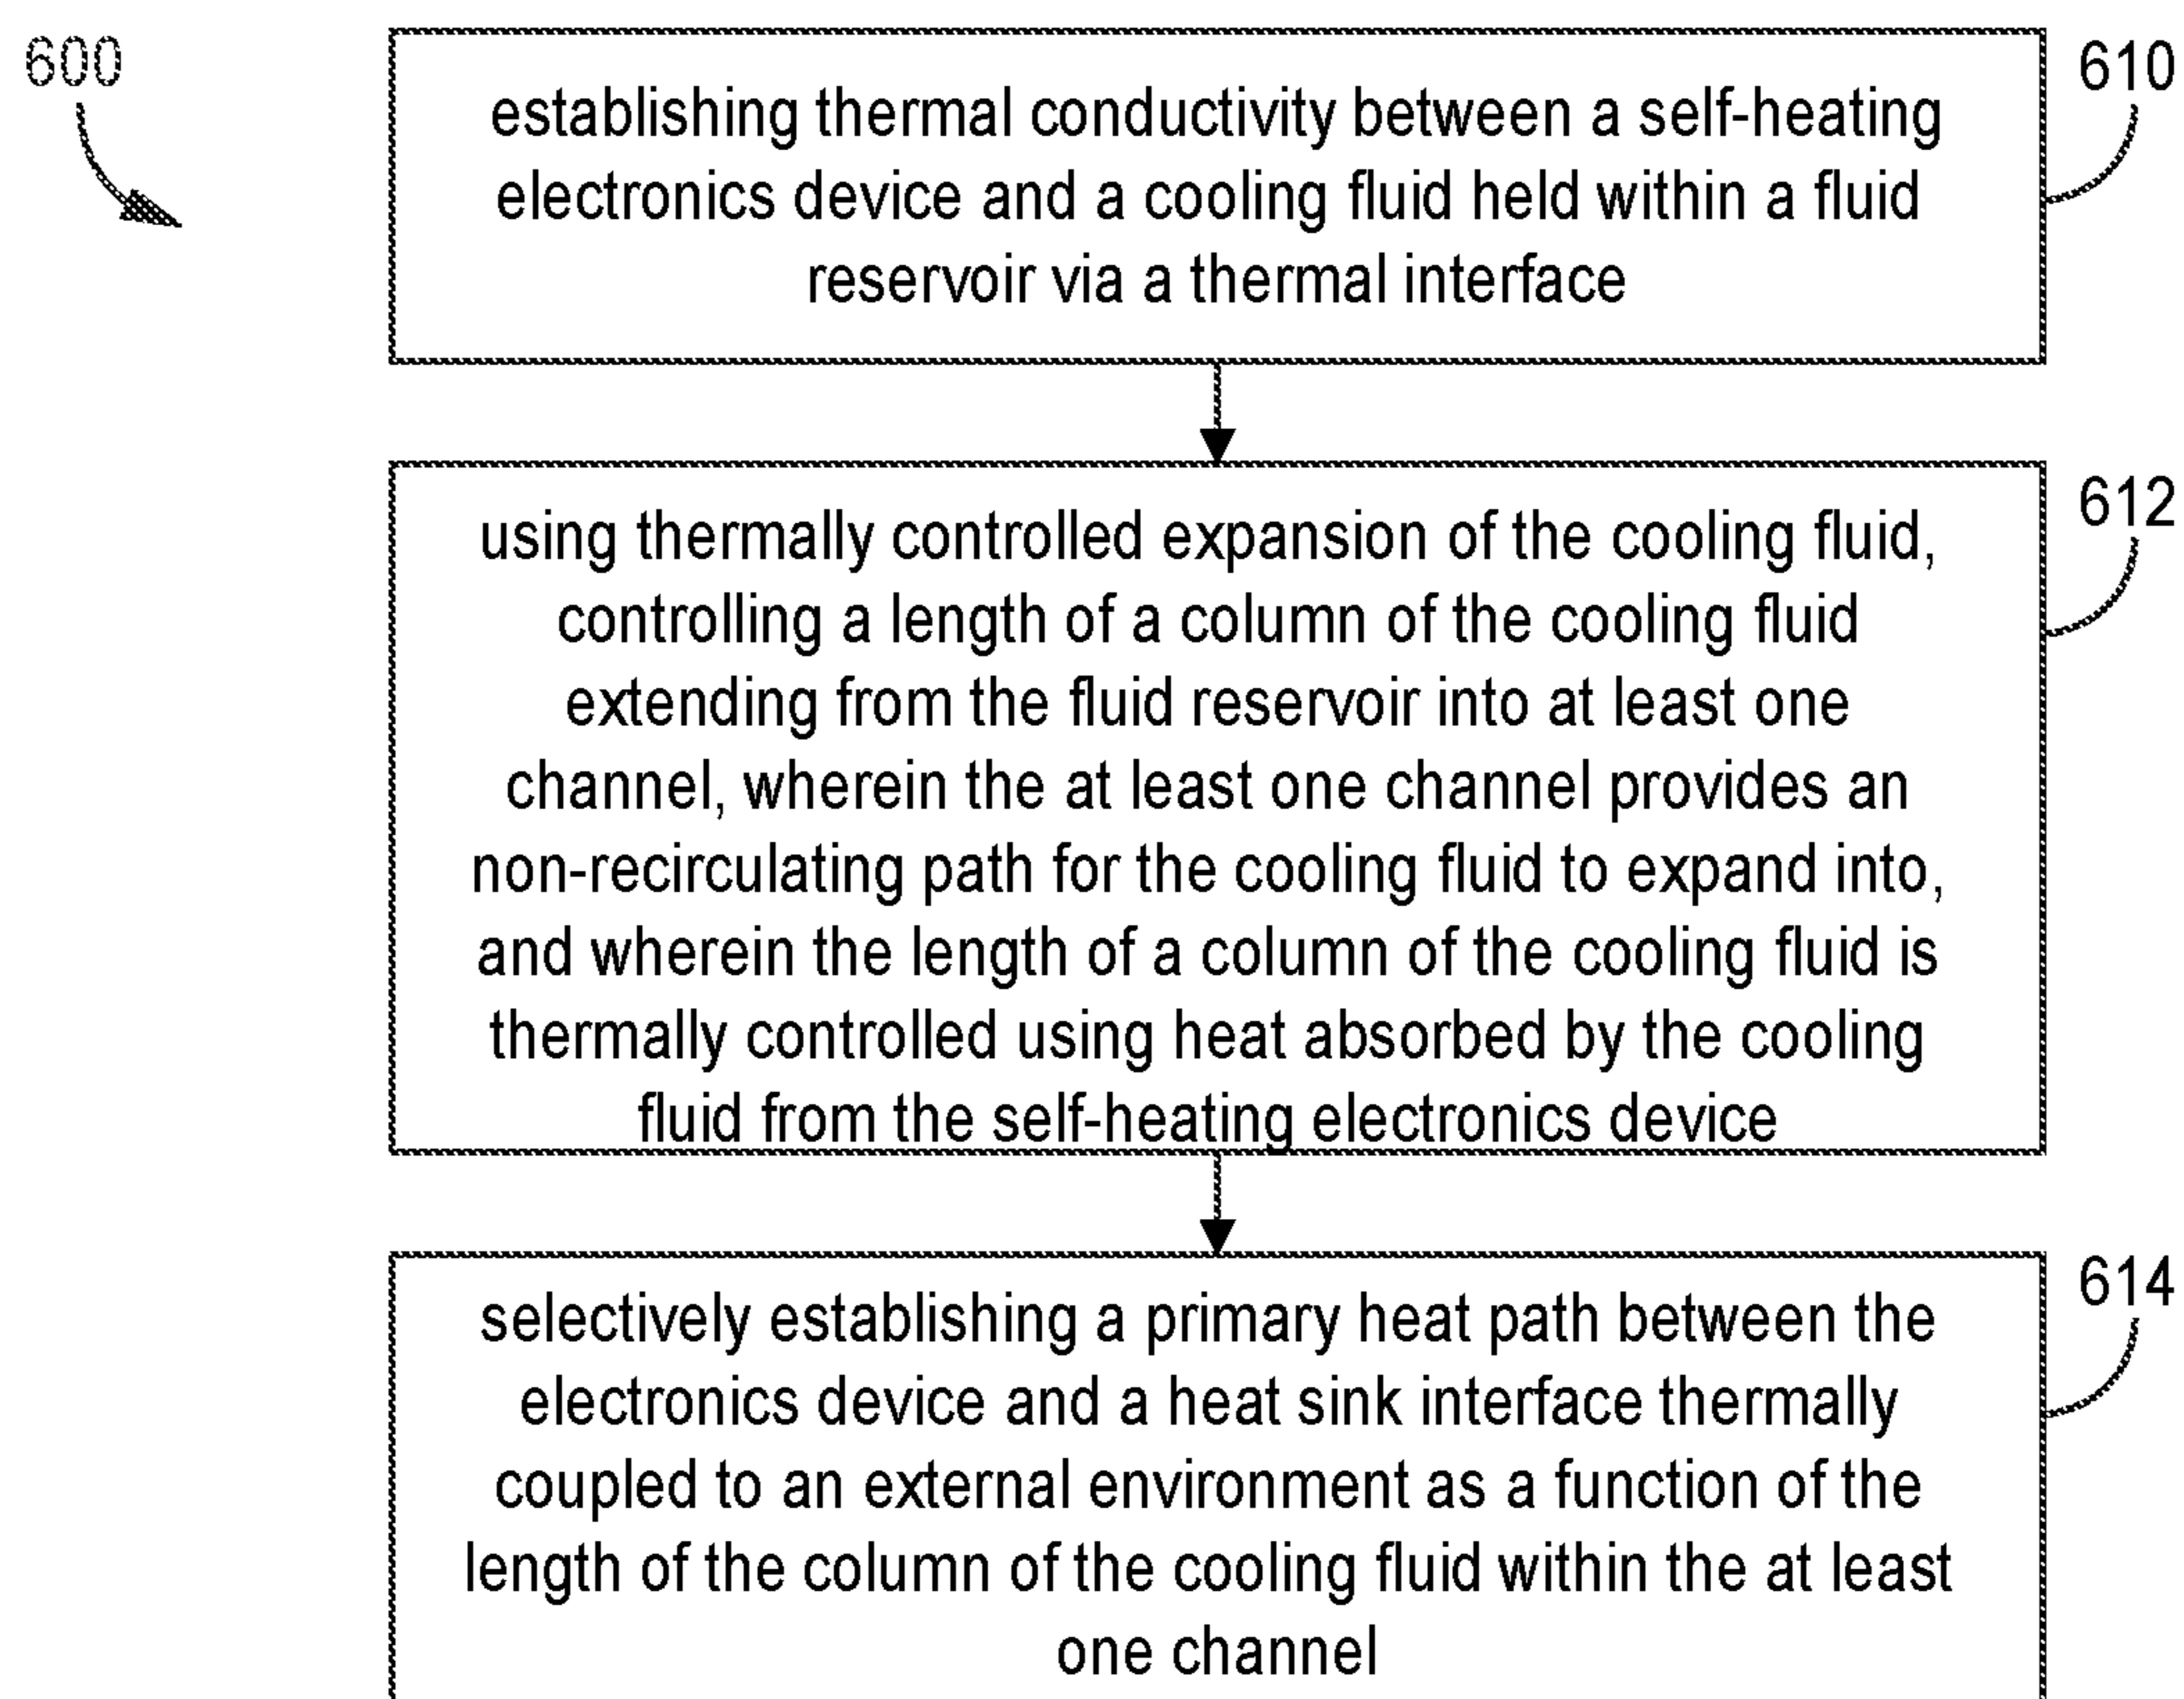 600
610
establishing thermal conductivity between a self-heating
electronics device and a cooling fluid held within a fluid
reservoir via a thermal interface
612
using thermally controlled expansion of the cooling fluid,
controlling a length of a column of the cooling fluid
extending from the fluid reservoir into at least one
channel, wherein the at least one channel provides an
non-recirculating path for the cooling fluid to expand into,
and wherein the length of a column of the cooling fluid is
thermally controlled using heat absorbed by the cooling
fluid from the self-heating electronics device
614
selectively establishing a primary heat path between the
electronics device and a heat sink interface thermally
coupled to an external environment as a function of the
length of the column of the cooling fluid within the at least
one channel